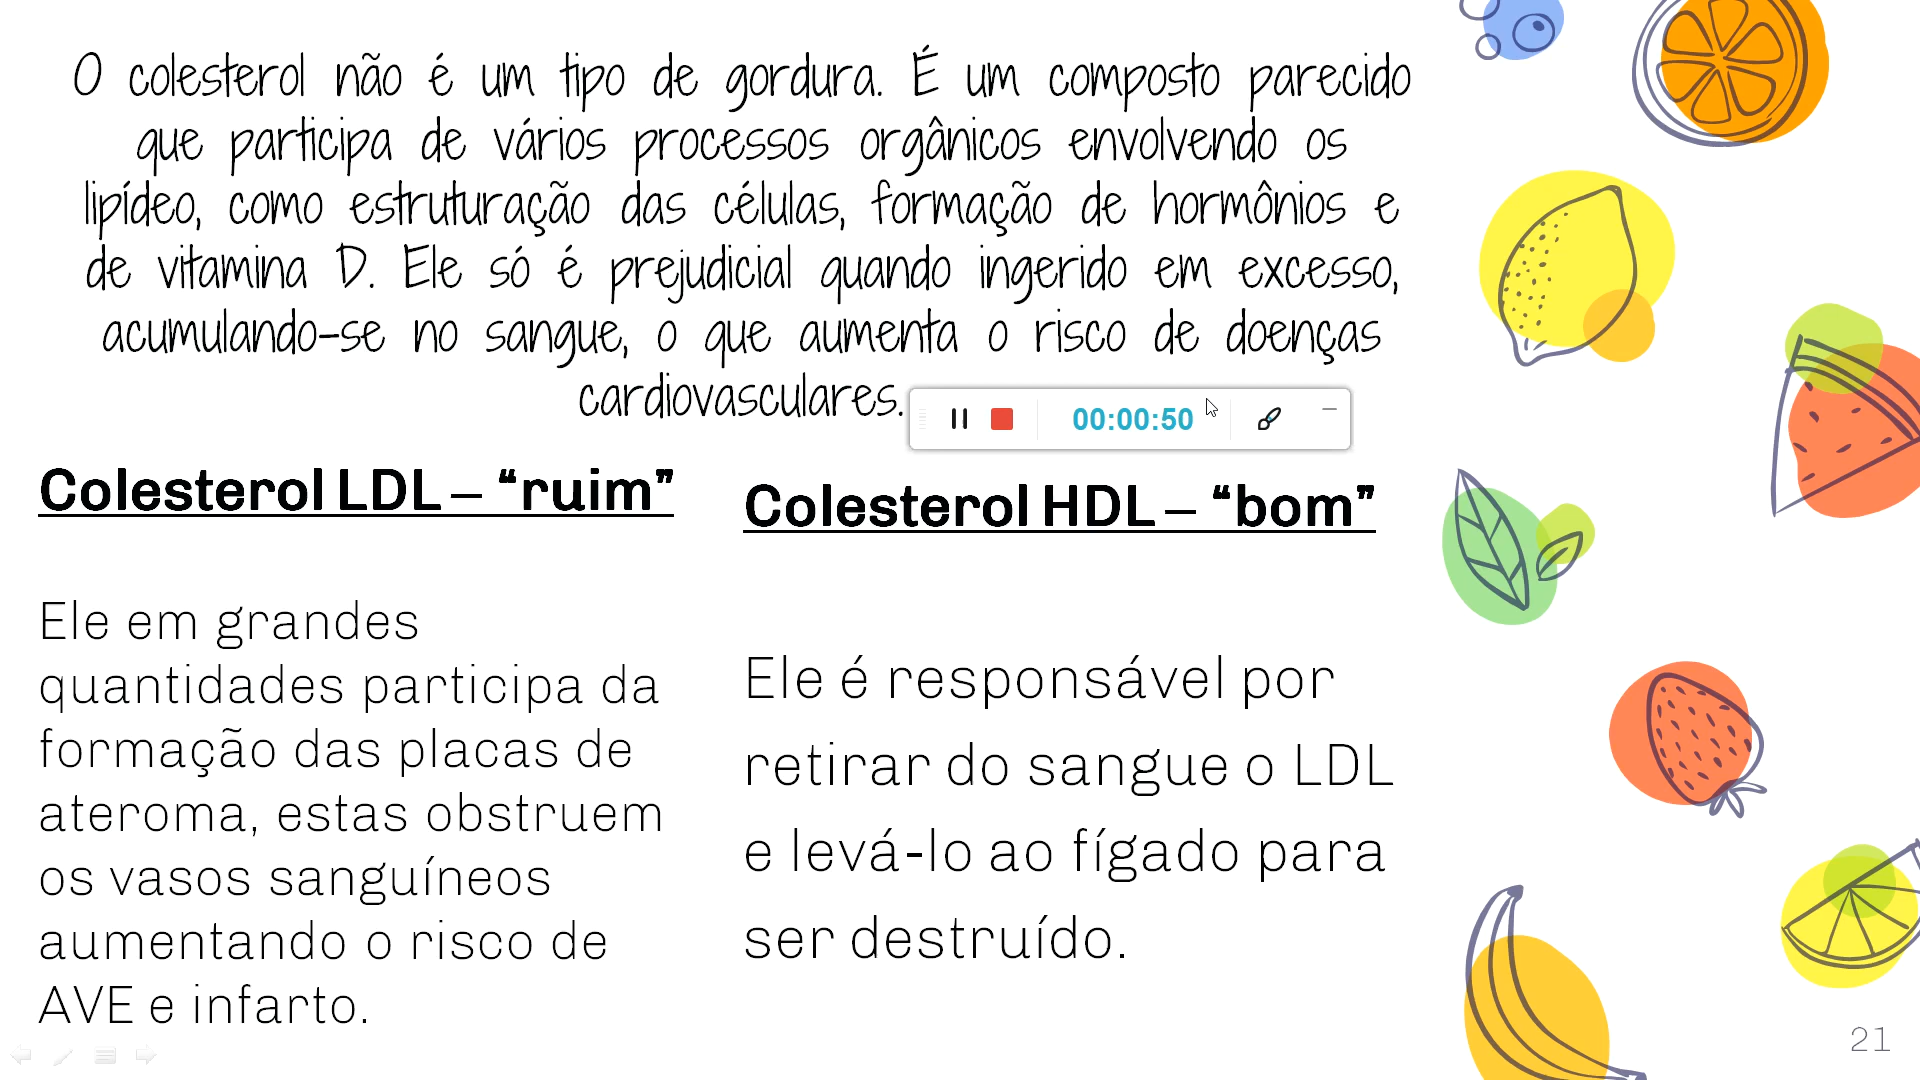 O colesterol não é um tipo de gordura. É um composto parecido
que participa de vários processos orgânicos envolvendo os
lipídeo, como estruturação das células, formação de hormônios e
de vitamina D. Ele só é prejudicial quando ingerido em excesso,
acumulando-se no sangue, o que aumenta o risco de doenças
cardiovasculares.
00:00:50
Colesterol LDL – “ruim”
Ele em grandes
quantidades participa da
formação das placas de
ateroma, estas obstruem
os vasos sanguíneos
aumentando o risco de
AVE e infarto.
Colesterol HDL – “bom”
Ele é responsável por
retirar do sangue o LDL
e levá-lo ao fígado para
ser destruído.
21